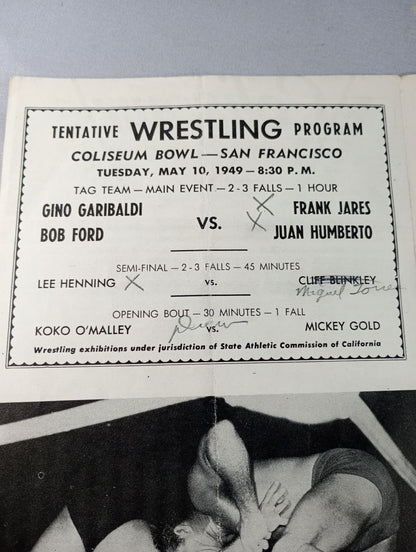 TENTATIVE WRESTLING PROGRAM
COLISEUM BOWL — SAN FRANCISCO
TUESDAY, MAY 10, 1949 — 8:30 P. M.
TAG TEAM — MAIN EVENT - 2 - 3 FALLS — 1 HOUR
GINO GARIBALDI X FRANK JARES
VS.
BOB FORD X JUAN HUMBERTO
SEMI-FINAL — 2 - 3 FALLS - 45 MINUTES
LEE HENNING X vs. CLIFF BLINKLEY
Miguel Torres
OPENING BOUT — 30 MINUTES — 1 FALL
Draw
KOKO O'MALLEY vs. MICKEY GOLD
Wrestling exhibitions under jurisdiction of State Athletic Commission of California